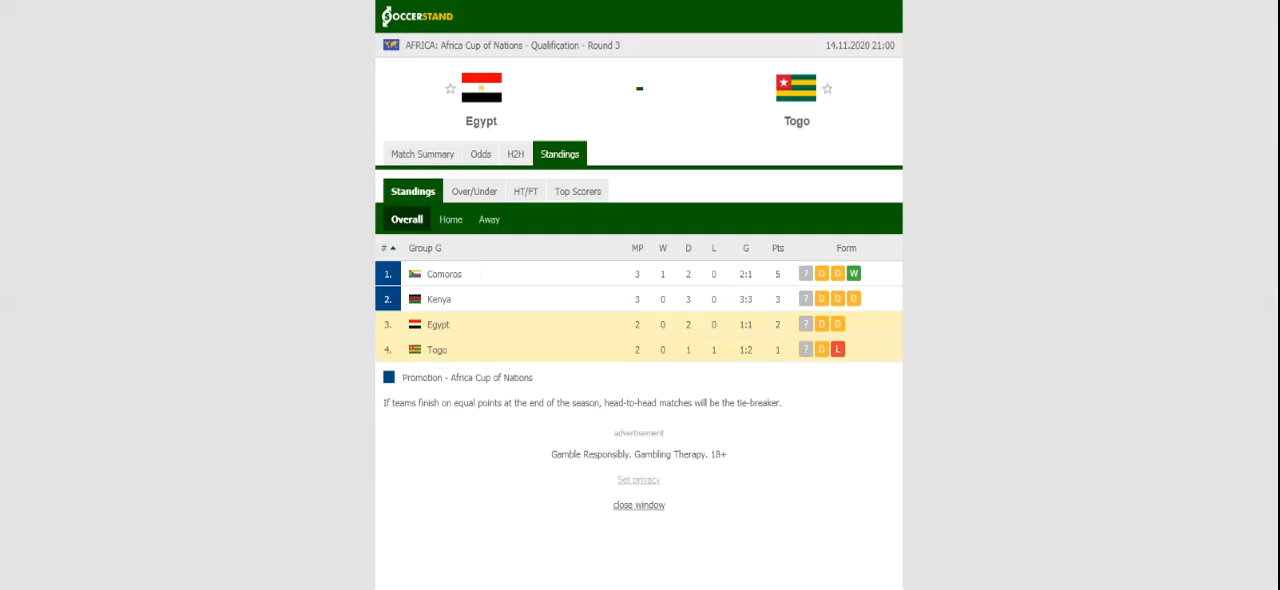 SOCCERSTAND
AFRICA: Africa Cup of Nations - Qualification - Round 3 14.11.2020 21:00
-
Egypt Togo
Match Summary Odds H2H Standings
Standings Over/Under HT/FT Top Scorers
Overall Home Away
# Group G MP W D L G Pts Form
1. Comoros 3 1 2 0 2:1 5 ? D D W
2. Kenya 3 0 3 0 3:3 3 ? D D D
3. Egypt 2 0 2 0 1:1 2 ? D D
4. Togo 2 0 1 1 1:2 1 ? D L
Promotion - Africa Cup of Nations
If teams finish on equal points at the end of the season, head-to-head matches will be the tie-breaker.
advertisement
Gamble Responsibly. Gambling Therapy. 18+
Set privacy
close window